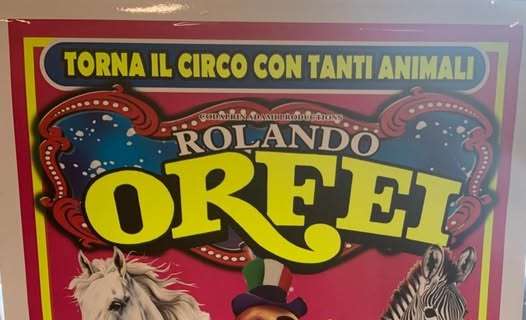 TORNA IL CIRCO CON TANTI ANIMALI
ROLANDO
ORFEI